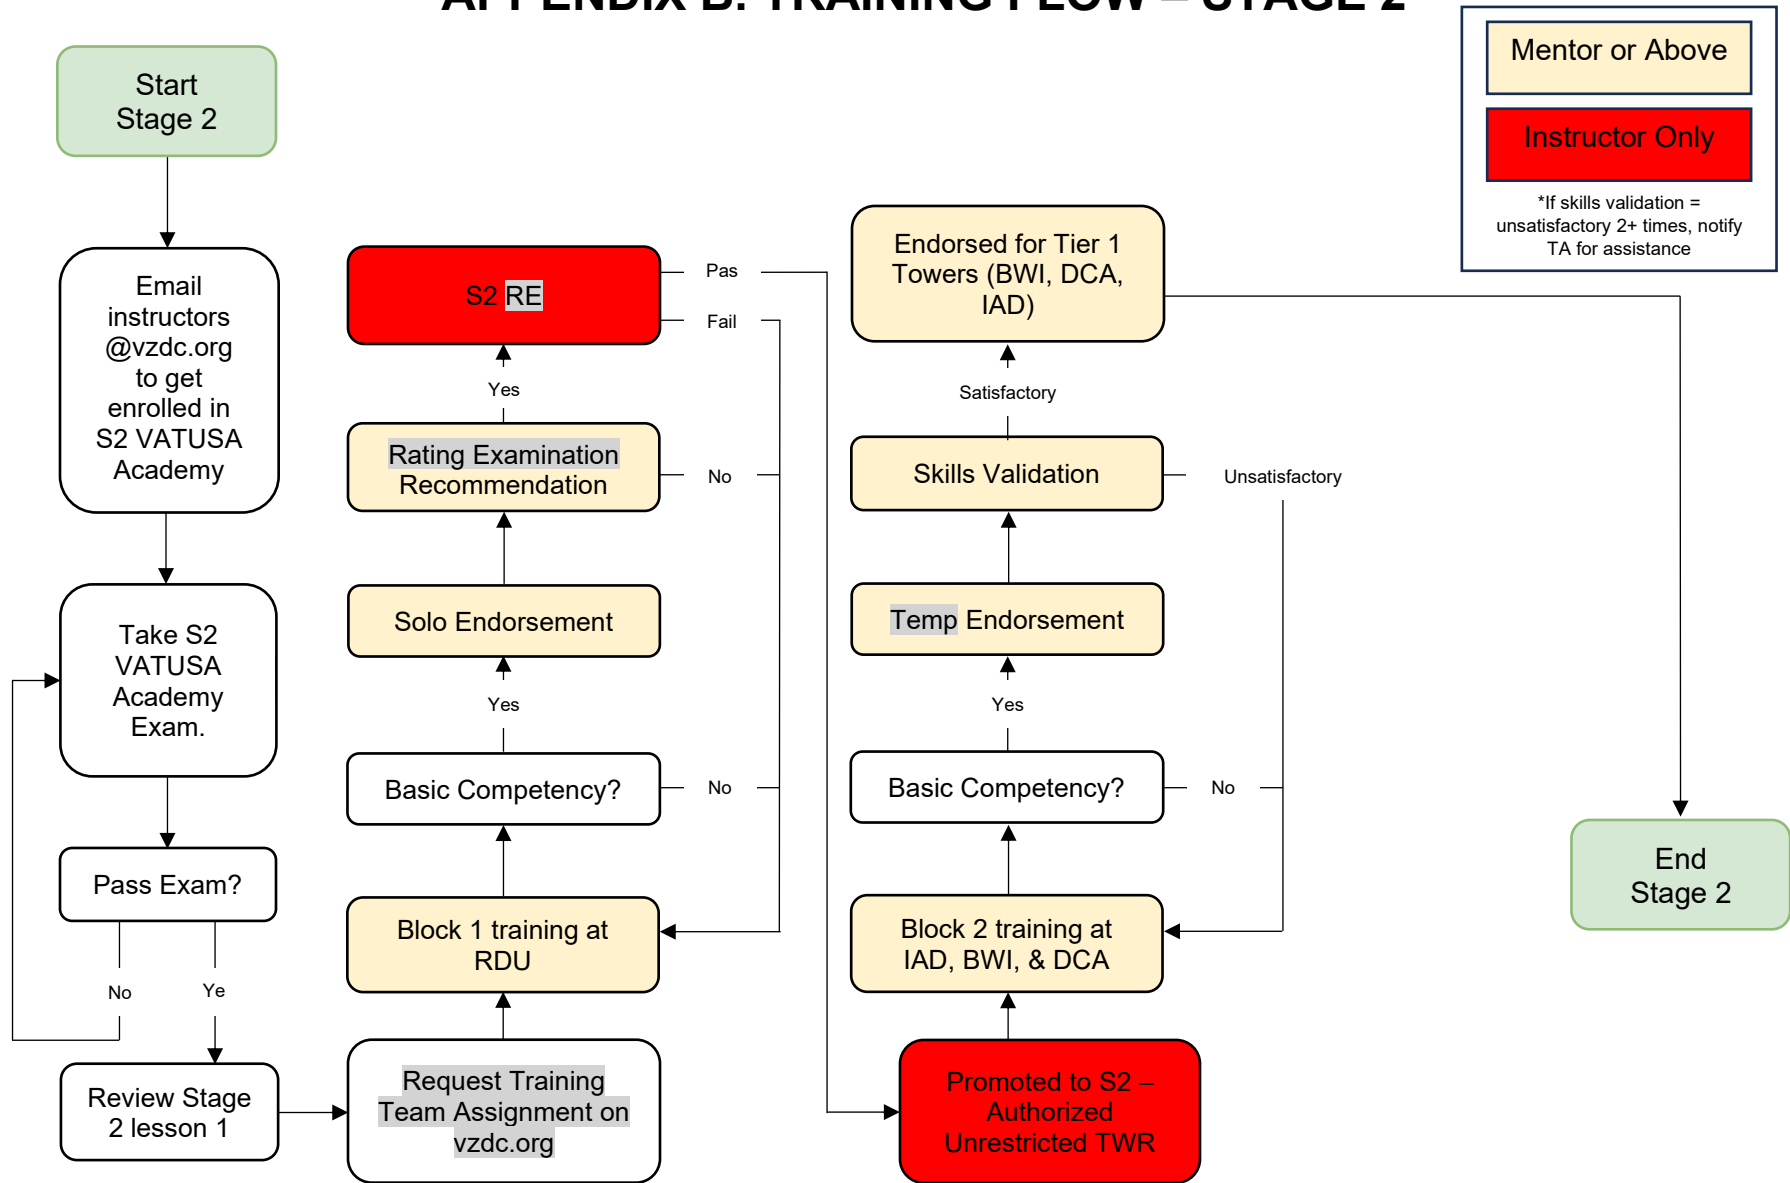 APPENDIX B: TRAINING FLOW – STAGE 2
Mentor or Above
Instructor Only
*If skills validation =
unsatisfactory 2+ times, notify
TA for assistance
Start
Stage 2
Email
instructors
@vzdc.org
to get
enrolled in
S2 VATUSA
Academy
Take S2
VATUSA
Academy
Exam.
Pass Exam?
No
Ye
Review Stage
2 lesson 1
Request Training
Team Assignment on
vzdc.org
Block 1 training at
RDU
Basic Competency?
No
Yes
Solo Endorsement
Rating Examination
Recommendation
No
Yes
S2 RE
Pas
Fail
Promoted to S2 –
Authorized
Unrestricted TWR
Block 2 training at
IAD, BWI, & DCA
Basic Competency?
No
Yes
Temp Endorsement
Skills Validation
Unsatisfactory
Satisfactory
Endorsed for Tier 1
Towers (BWI, DCA,
IAD)
End
Stage 2